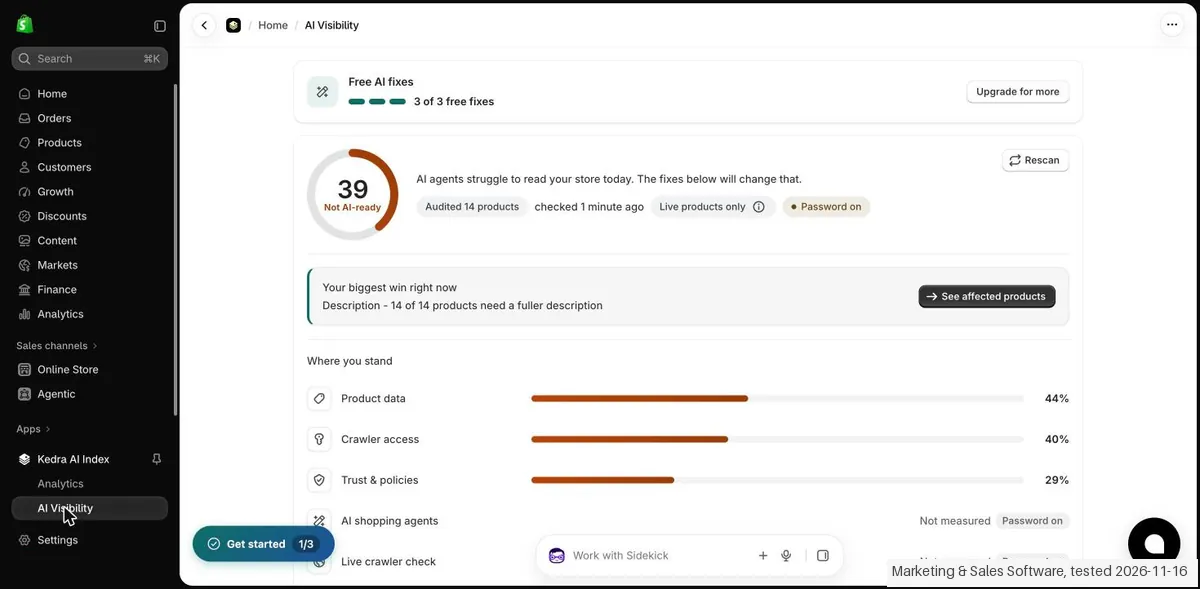 Search ⌘K
Home
Orders
Products
Customers
Growth
Discounts
Content
Markets
Finance
Analytics
Sales channels
Online Store
Agentic
Apps
Kedra AI Index
Analytics
AI Visibility
Settings
/ Home / AI Visibility
Free AI fixes
3 of 3 free fixes
Upgrade for more
39
Not AI-ready
AI agents struggle to read your store today. The fixes below will change that.
Audited 14 products checked 1 minute ago Live products only Password on
Rescan
Your biggest win right now
Description - 14 of 14 products need a fuller description
See affected products
Where you stand
Product data 44%
Crawler access 40%
Trust & policies 29%
AI shopping agents Not measured Password on
Live crawler check
Get started 1/3
Work with Sidekick
Marketing & Sales Software, tested 2026-11-16